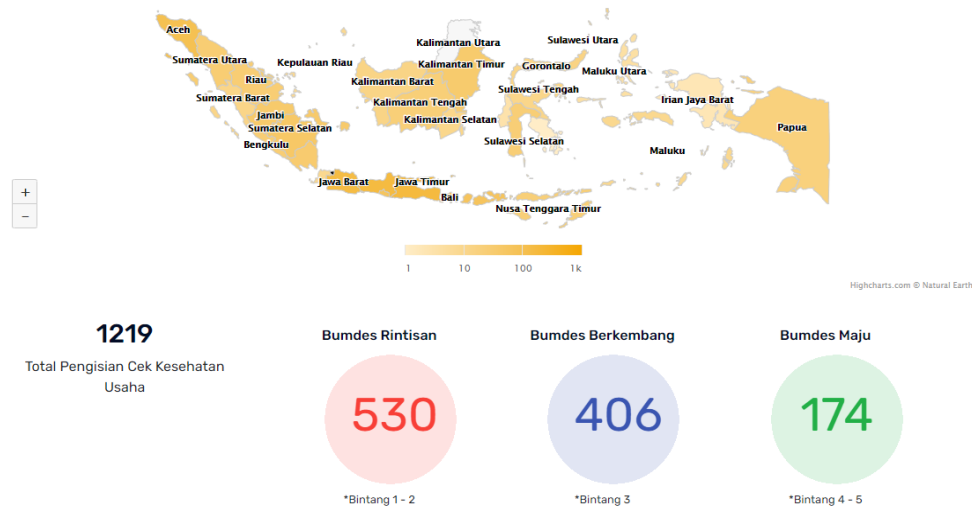 Aceh
Sumatera Utara
Kepulauan Riau
Riau
Sumatera Barat
Jambi
Sumatera Selatan
Bengkulu
Kalimantan Utara
Kalimantan Timur
Kalimantan Barat
Kalimantan Tengah
Kalimantan Selatan
Sulawesi Utara
Gorontalo
Maluku Utara
Sulawesi Tengah
Sulawesi Selatan
Irian Jaya Barat
Papua
Maluku
Jawa Barat
Jawa Timur
Bali
Nusa Tenggara Timur
+
−
1 10 100 1k
Highcharts.com © Natural Earth
1219
Total Pengisian Cek Kesehatan
Usaha
Bumdes Rintisan
530
*Bintang 1 - 2
Bumdes Berkembang
406
*Bintang 3
Bumdes Maju
174
*Bintang 4 - 5